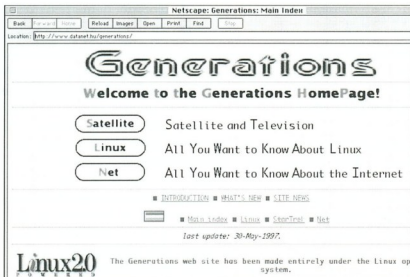 Netscape: Generations: Main Index
Back Forward Home Reload Images Open Print Find Stop
Location: http://www.datanet.hu/generations/
Generations
Welcome to the Generations HomePage!
Satellite Satellite and Television
Linux All You Want to Know About Linux
Net All You Want to Know About the Internet
INTRODUCTION WHAT'S NEW SITE NEWS
Main index Linux StarTrek Net
last update: 30-May-1997.
Linux2.0 The Generations web site has been made entirely under the Linux op
POWERED system.